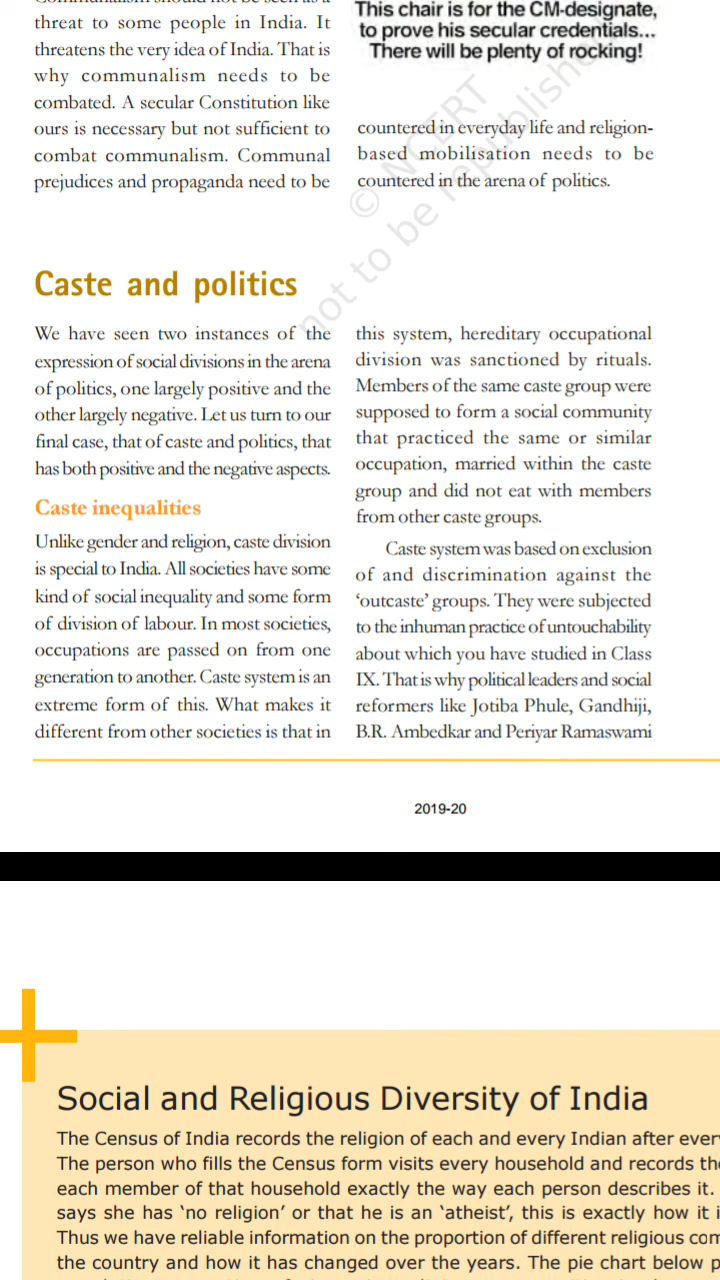 threat to some people in India. It
threatens the very idea of India. That is
why communalism needs to be
combated. A secular Constitution like
ours is necessary but not sufficient to
combat communalism. Communal
prejudices and propaganda need to be
This chair is for the CM-designate,
to prove his secular credentials...
There will be plenty of rocking!
countered in everyday life and religion-
based mobilisation needs to be
countered in the arena of politics.
© NCERT
not to be republished
Caste and politics
We have seen two instances of the
expression of social divisions in the arena
of politics, one largely positive and the
other largely negative. Let us turn to our
final case, that of caste and politics, that
has both positive and the negative aspects.
Caste inequalities
Unlike gender and religion, caste division
is special to India. All societies have some
kind of social inequality and some form
of division of labour. In most societies,
occupations are passed on from one
generation to another. Caste system is an
extreme form of this. What makes it
different from other societies is that in
this system, hereditary occupational
division was sanctioned by rituals.
Members of the same caste group were
supposed to form a social community
that practiced the same or similar
occupation, married within the caste
group and did not eat with members
from other caste groups.
Caste system was based on exclusion
of and discrimination against the
‘outcaste’ groups. They were subjected
to the inhuman practice of untouchability
about which you have studied in Class
IX. That is why political leaders and social
reformers like Jotiba Phule, Gandhiji,
B.R. Ambedkar and Periyar Ramaswami
2019-20
Social and Religious Diversity of India
The Census of India records the religion of each and every Indian after
The person who fills the Census form visits every household and records
each member of that household exactly the way each person describes it.
says she has ‘no religion’ or that he is an ‘atheist’, this is exactly how it
Thus we have reliable information on the proportion of different religious
the country and how it has changed over the years. The pie chart below